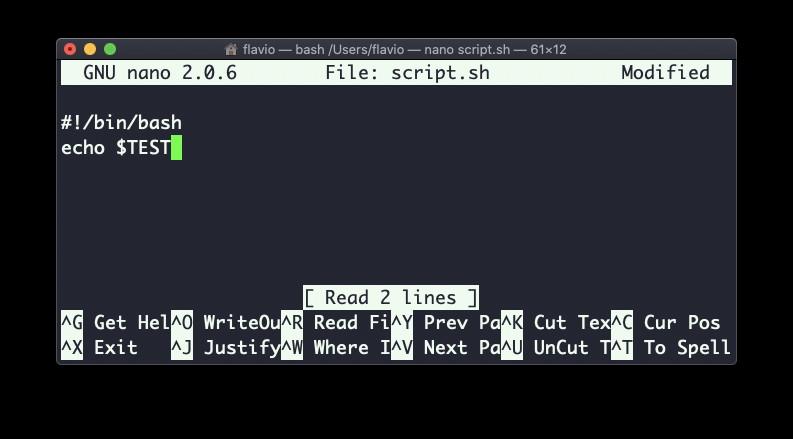 flavio — bash /Users/flavio — nano script.sh — 61×12
GNU nano 2.0.6 File: script.sh Modified
#!/bin/bash
echo $TEST
[ Read 2 lines ]
^G Get Hel^O WriteOu^R Read Fi^Y Prev Pa^K Cut Tex^C Cur Pos
^X Exit ^J Justify^W Where I^V Next Pa^U UnCut T^T To Spell